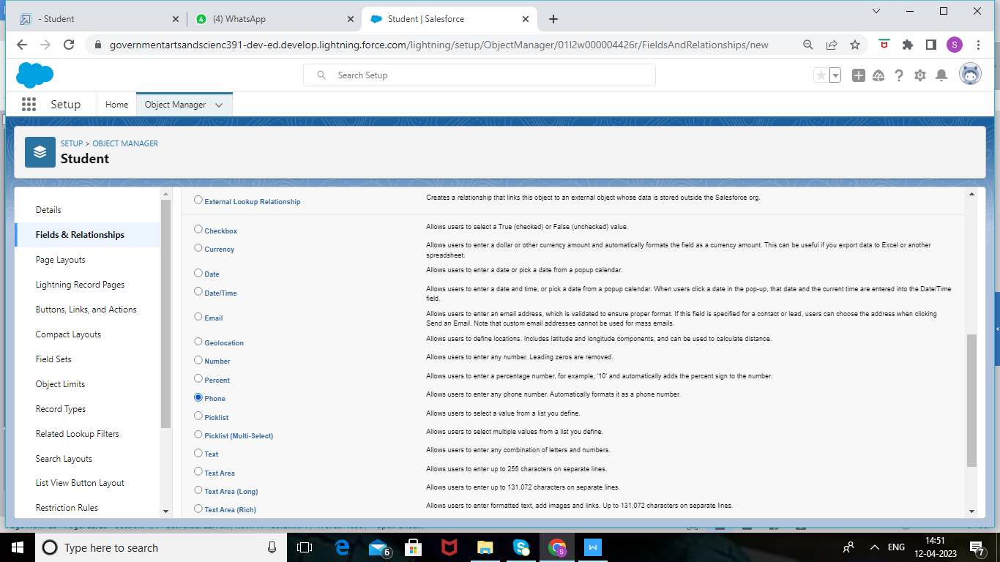 - Student
(4) WhatsApp
Student | Salesforce
governmentartsandscienc391-dev-ed.develop.lightning.force.com/lightning/setup/ObjectManager/01I2w000004426r/FieldsAndRelationships/new
S
Search Setup
Setup
Home
Object Manager
SETUP > OBJECT MANAGER
Student
Details
Fields & Relationships
Page Layouts
Lightning Record Pages
Buttons, Links, and Actions
Compact Layouts
Field Sets
Object Limits
Record Types
Related Lookup Filters
Search Layouts
List View Button Layout
Restriction Rules
External Lookup Relationship
Creates a relationship that links this object to an external object whose data is stored outside the Salesforce org.
Checkbox
Allows users to select a True (checked) or False (unchecked) value.
Currency
Allows users to enter a dollar or other currency amount and automatically formats the field as a currency amount. This can be useful if you export data to Excel or another
spreadsheet.
Date
Allows users to enter a date or pick a date from a popup calendar.
Date/Time
Allows users to enter a date and time, or pick a date from a popup calendar. When users click a date in the pop-up, that date and the current time are entered into the Date/Time
field.
Email
Allows users to enter an email address, which is validated to ensure proper format. If this field is specified for a contact or lead, users can choose the address when clicking
Send an Email. Note that custom email addresses cannot be used for mass emails.
Geolocation
Allows users to define locations. Includes latitude and longitude components, and can be used to calculate distance.
Number
Allows users to enter any number. Leading zeros are removed.
Percent
Allows users to enter a percentage number, for example, '10' and automatically adds the percent sign to the number.
Phone
Allows users to enter any phone number. Automatically formats it as a phone number.
Picklist
Allows users to select a value from a list you define.
Picklist (Multi-Select)
Allows users to select multiple values from a list you define.
Text
Allows users to enter any combination of letters and numbers.
Text Area
Allows users to enter up to 255 characters on separate lines.
Text Area (Long)
Allows users to enter up to 131,072 characters on separate lines.
Text Area (Rich)
Allows users to enter formatted text, add images and links. Up to 131,072 characters on separate lines.
Type here to search
6
S
W
ENG
14:51
12-04-2023
7